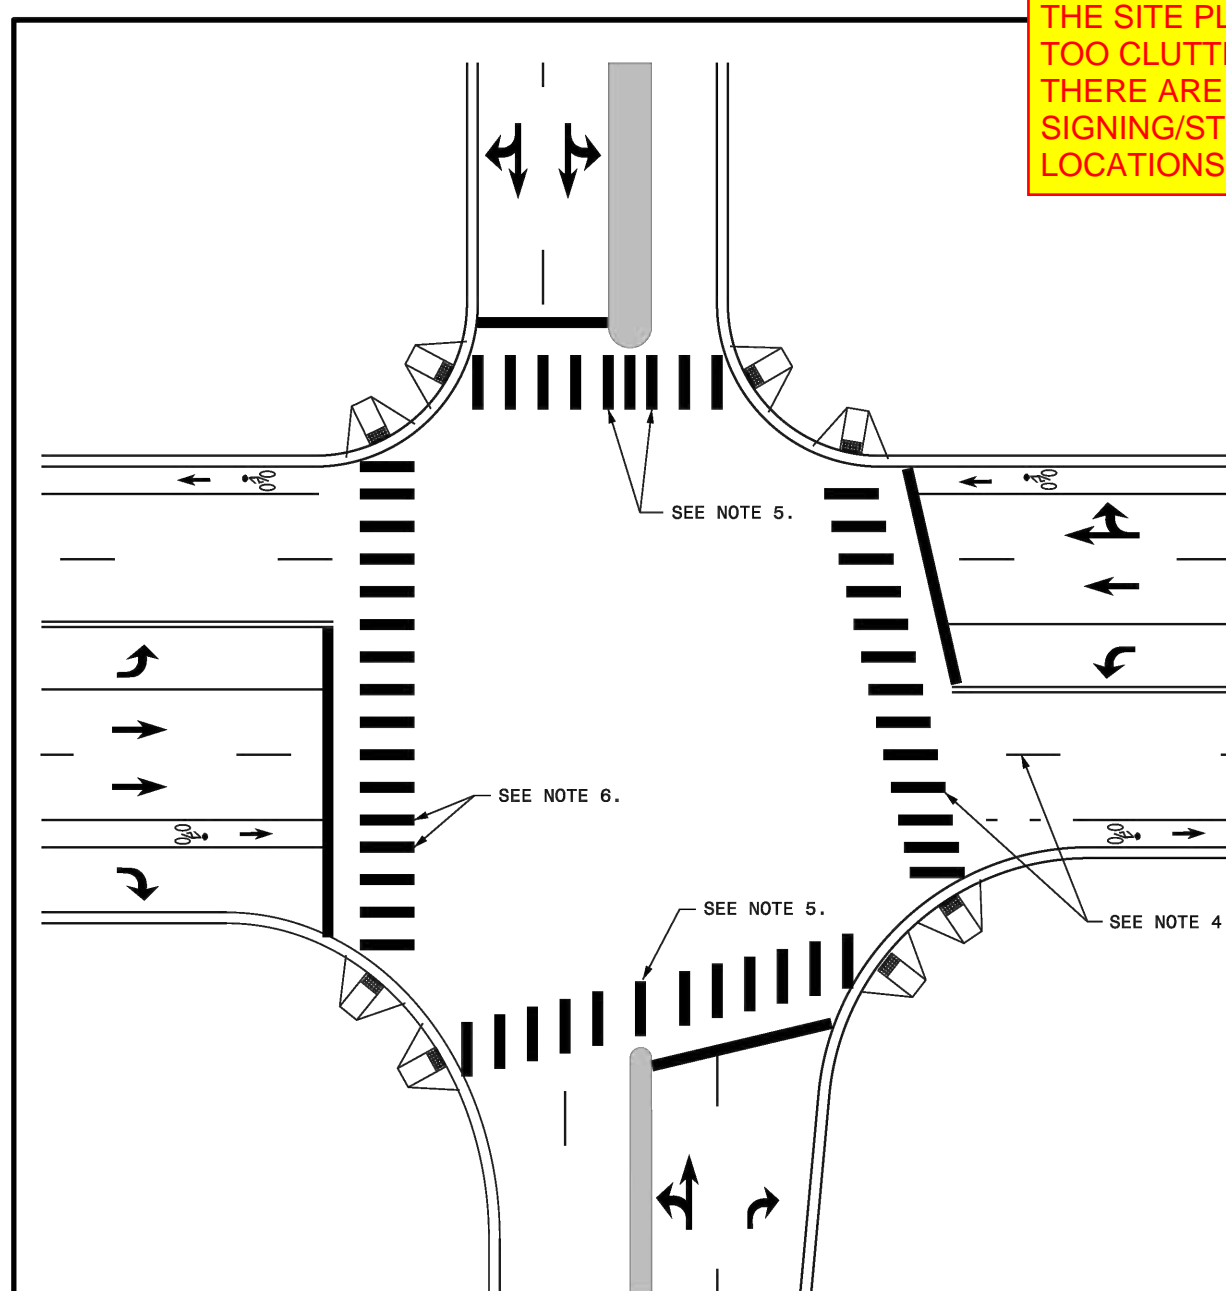 THE SITE PL
TOO CLUTT
THERE ARE
SIGNING/ST
LOCATIONS
SEE NOTE 5.
SEE NOTE 6.
SEE NOTE 5.
SEE NOTE 4